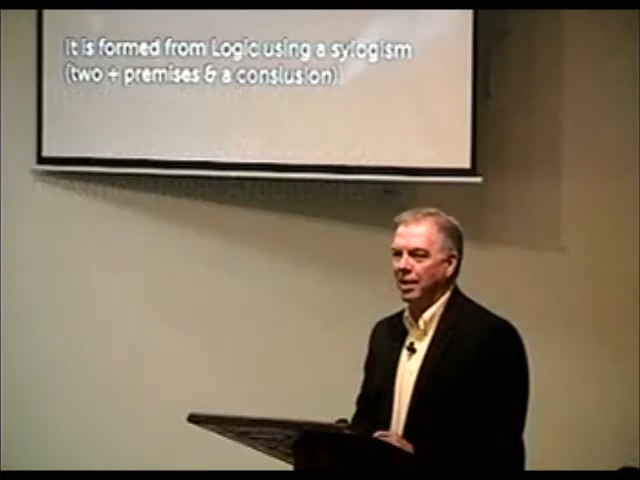 it is formed from Logic using a sylogism
(two + premises & a conslusion).